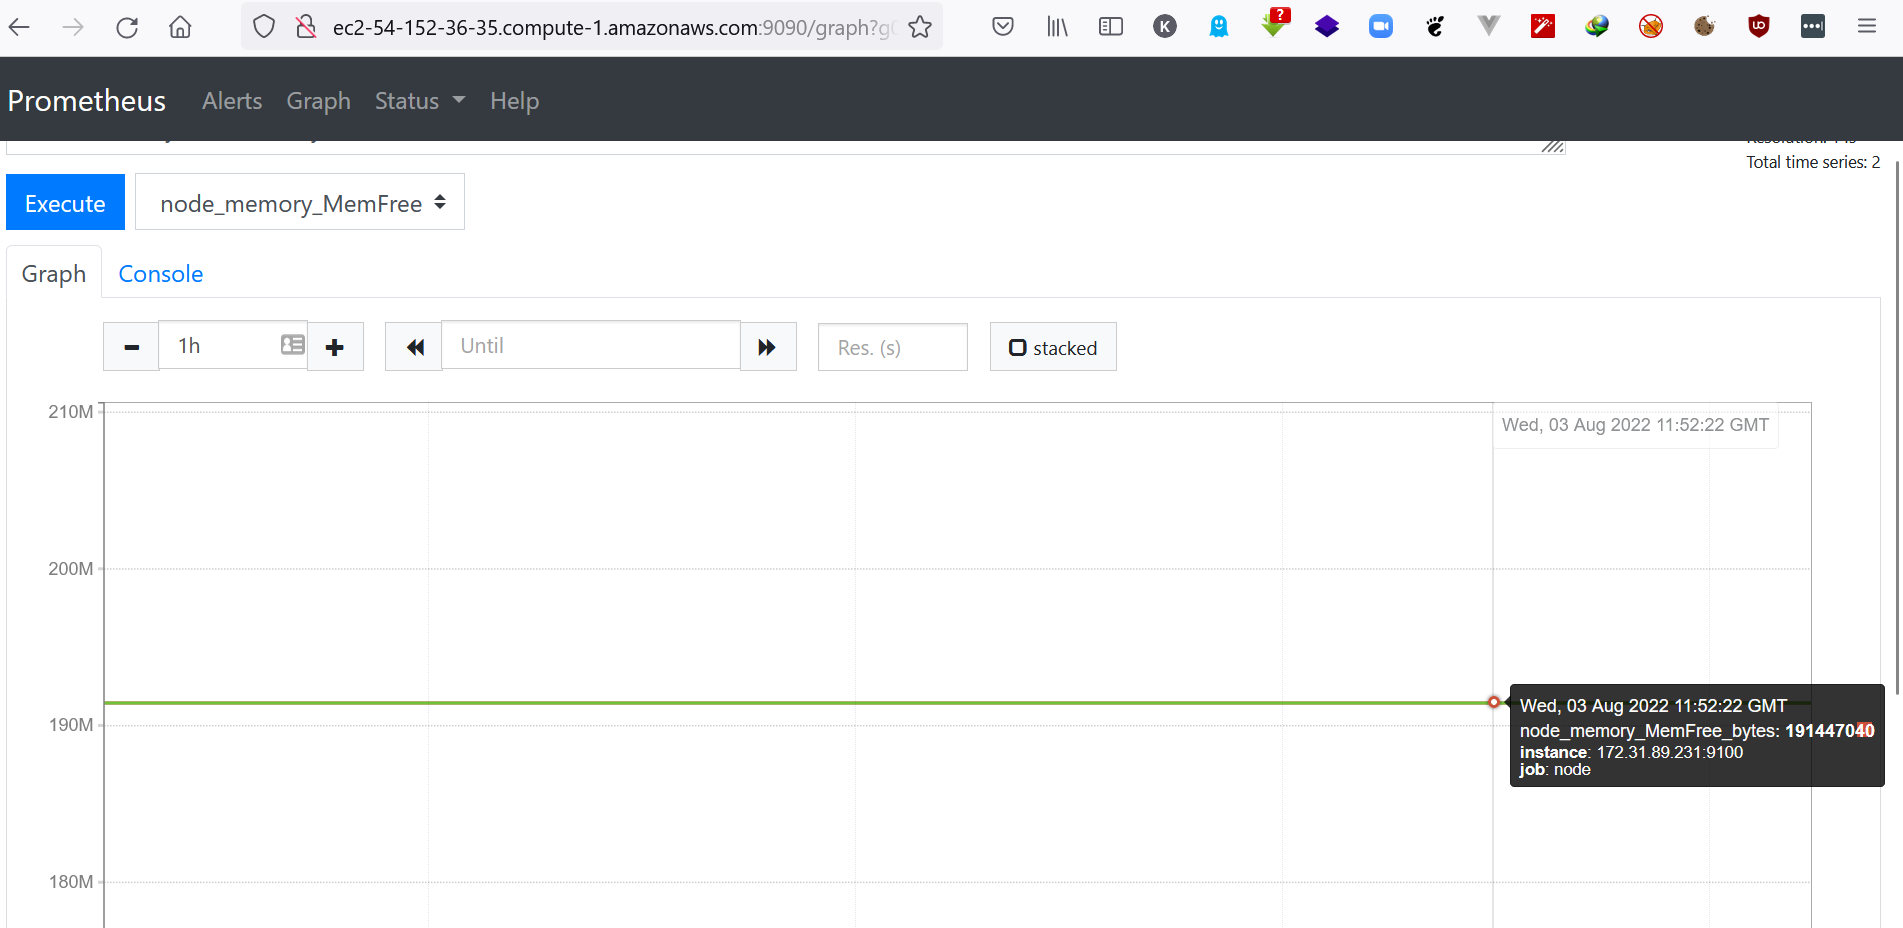 ec2-54-152-36-35.compute-1.amazonaws.com:9090/graph?g
K
?
UO
Prometheus Alerts Graph Status Help
Total time series: 2
Execute node_memory_MemFree
Graph Console
1h Until Res. (s) stacked
210M
Wed, 03 Aug 2022 11:52:22 GMT
200M
190M
Wed, 03 Aug 2022 11:52:22 GMT
node_memory_MemFree_bytes: 191447040
instance: 172.31.89.231:9100
job: node
180M